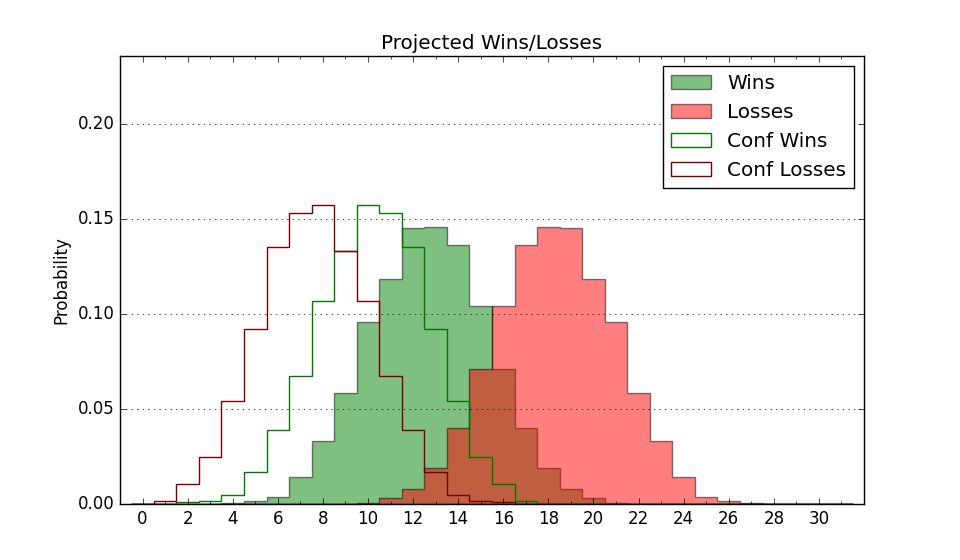 Projected Wins/Losses
Wins
Losses
Conf Wins
Conf Losses
Probability
0.20
0.15
0.10
0.05
0.00
0 2 4 6 8 10 12 14 16 18 20 22 24 26 28 30